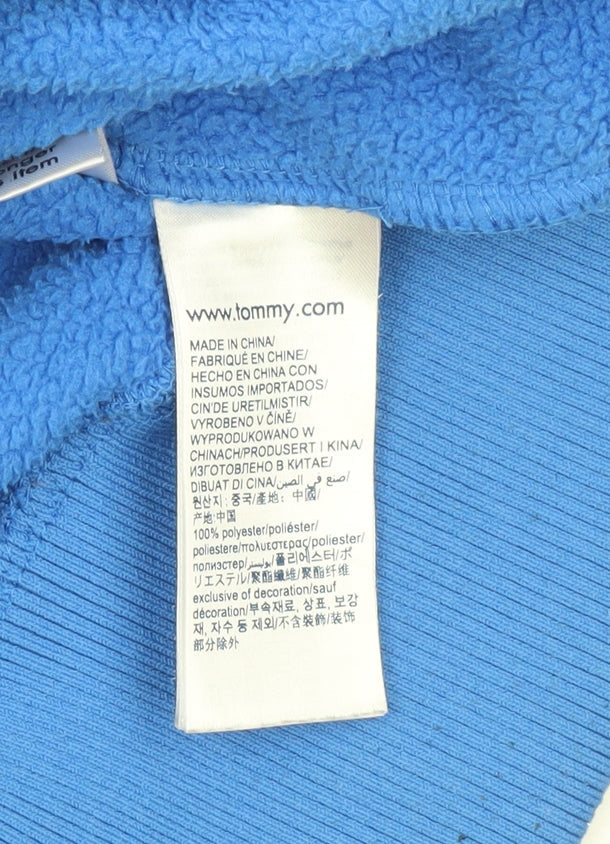 onger
item
www.tommy.com
MADE IN CHINA/
FABRIQUÉ EN CHINE/
HECHO EN CHINA CON
INSUMOS IMPORTADOS/
CIN'DE URETILMISTIR/
VYROBENO V ČÍNĚ/
WYPRODUKOWANO W
CHINACH/PRODUSERT I KINA/
ИЗГОТОВЛЕНО В КИТАЕ/
DIBUAT DI CINA/صنع في الصين/
원산지: 중국/產地: 中國/
产地:中国
100% polyester/poliéster/
poliestere/πολυεστερας/polyester/
полиэстер/بوليستر/폴리에스터/ポ
リエステル/聚酯纖維/聚酯纤维
exclusive of decoration/sauf
décoration/부속재료, 상표, 보강
재, 자수 등 제외/不含裝飾/装饰
部分除外